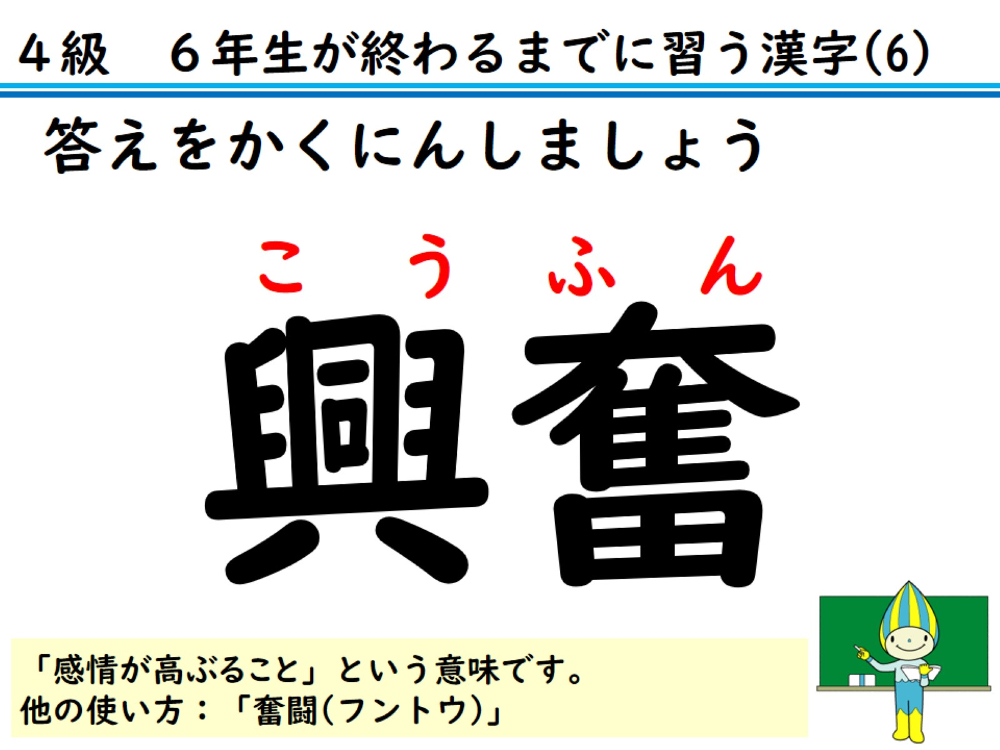 ４級　６年生が終わるまでに習う漢字(6)
答えをかくにんしましょう
こうふん
興奮
「感情が高ぶること」という意味です。
他の使い方：「奮闘(フントウ)」